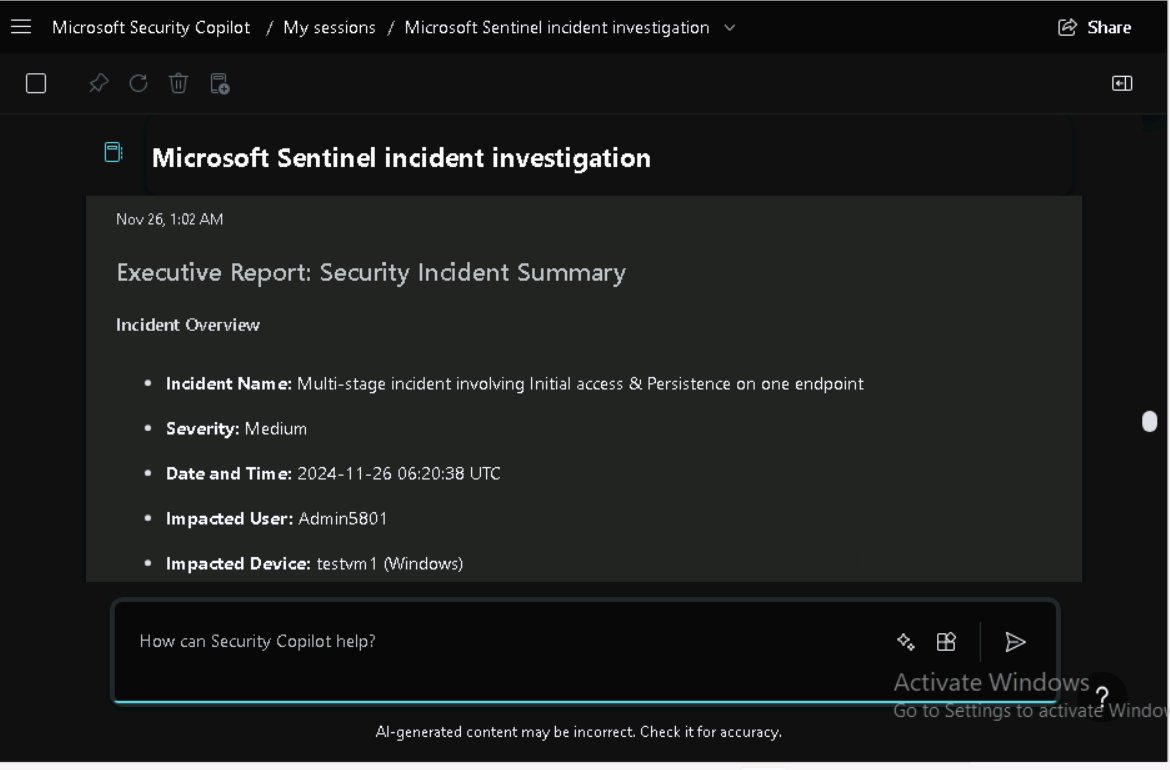 Microsoft Security Copilot / My sessions / Microsoft Sentinel incident investigation
Share
Microsoft Sentinel incident investigation
Nov 26, 1:02 AM
Executive Report: Security Incident Summary
Incident Overview
• Incident Name: Multi-stage incident involving Initial access & Persistence on one endpoint
• Severity: Medium
• Date and Time: 2024-11-26 06:20:38 UTC
• Impacted User: Admin5801
• Impacted Device: testvm1 (Windows)
How can Security Copilot help?
Activate Windows
?
Go to Settings to activate Windo
AI-generated content may be incorrect. Check it for accuracy.